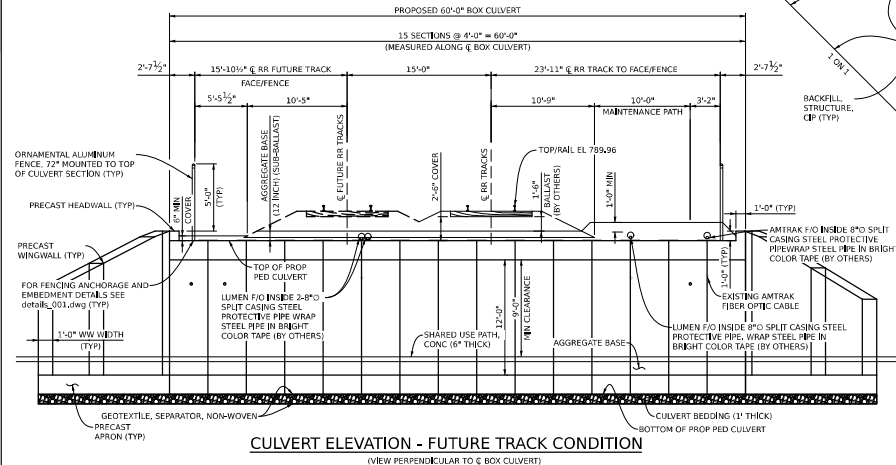 PROPOSED 60'-0" BOX CULVERT
15 SECTIONS @ 4'-0" = 60'-0"
(MEASURED ALONG ℄ BOX CULVERT)
2'-7½"
15'-10½" ℄ RR FUTURE TRACK
FACE/FENCE
15'-0"
23'-11" ℄ RR TRACK TO FACE/FENCE
2'-7½"
5'-5½"
10'-5"
10'-9"
10'-0"
MAINTENANCE PATH
3'-2"
1 ON 1
BACKFILL,
STRUCTURE,
CIP (TYP)
ORNAMENTAL ALUMINUM
FENCE, 72" MOUNTED TO TOP
OF CULVERT SECTION (TYP)
PRECAST HEADWALL (TYP)
PRECAST
WINGWALL (TYP)
FOR FENCING ANCHORAGE AND
EMBEDMENT DETAILS SEE
details_001.dwg (TYP)
1'-0" WW WIDTH
(TYP)
6" MIN
COVER
5'-0"
(TYP)
AGGREGATE BASE
(12 INCH) (SUB-BALLAST)
℄ FUTURE RR TRACKS
2'-6" COVER
℄ RR TRACKS
1'-6"
BALLAST
(BY OTHERS)
TOP/RAIL EL 789.96
1'-0" MIN
1'-0" (TYP)
1'-0" (TYP)
AMTRAK F/O INSIDE 8"∅ SPLIT
CASING STEEL PROTECTIVE
PIPEWRAP STEEL PIPE IN BRIGHT
COLOR TAPE (BY OTHERS)
TOP OF PROP
PED CULVERT
LUMEN F/O INSIDE 2-8"∅
SPLIT CASING STEEL
PROTECTIVE PIPE WRAP
STEEL PIPE IN BRIGHT
COLOR TAPE (BY OTHERS)
12'-0"
9'-0"
MIN CLEARANCE
EXISTING AMTRAK
FIBER OPTIC CABLE
LUMEN F/O INSIDE 8"∅ SPLIT CASING STEEL
PROTECTIVE PIPE. WRAP STEEL PIPE IN
BRIGHT COLOR TAPE (BY OTHERS)
SHARED USE PATH,
CONC (6" THICK)
AGGREGATE BASE
GEOTEXTILE, SEPARATOR, NON-WOVEN
PRECAST
APRON (TYP)
CULVERT BEDDING (1' THICK)
BOTTOM OF PROP PED CULVERT
CULVERT ELEVATION - FUTURE TRACK CONDITION
(VIEW PERPENDICULAR TO ℄ BOX CULVERT)